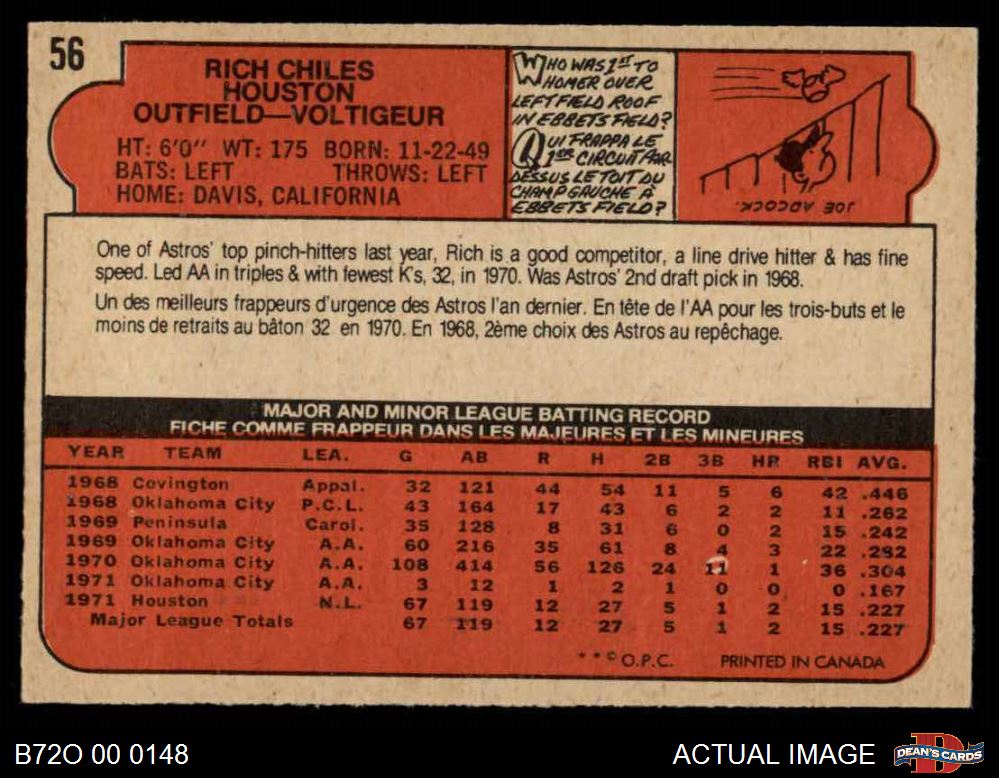 56
RICH CHILES
HOUSTON
OUTFIELD—VOLTIGEUR
HT: 6'0" WT: 175 BORN: 11-22-49
BATS: LEFT THROWS: LEFT
HOME: DAVIS, CALIFORNIA
WHO WAS 1ST TO
HOMER OVER
LEFT FIELD ROOF
IN EBBETS FIELD?
QUI FRAPPA LE
1ER CIRCUIT PAR
DESSUS LE TOIT DU
CHAMP GAUCHE À
EBBETS FIELD?
JOE ADCOCK.
One of Astros' top pinch-hitters last year, Rich is a good competitor, a line drive hitter & has fine
speed. Led AA in triples & with fewest K's, 32, in 1970. Was Astros' 2nd draft pick in 1968.
Un des meilleurs frappeurs d'urgence des Astros l'an dernier. En tête de l'AA pour les trois-buts et le
moins de retraits au bâton 32 en 1970. En 1968, 2ème choix des Astros au repêchage.
MAJOR AND MINOR LEAGUE BATTING RECORD
FICHE COMME FRAPPEUR DANS LES MAJEURES ET LES MINEURES
YEAR TEAM LEA. G AB R H 2B 3B HR RBI AVG.
1968 Covington Appal. 32 121 44 54 11 5 6 42 .446
1968 Oklahoma City P.C.L. 43 164 17 43 6 2 2 11 .262
1969 Peninsula Carol. 35 128 8 31 6 0 2 15 .242
1969 Oklahoma City A.A. 60 216 35 61 8 4 3 22 .282
1970 Oklahoma City A.A. 108 414 56 126 24 11 1 36 .304
1971 Oklahoma City A.A. 3 12 1 2 1 0 0 0 .167
1971 Houston N.L. 67 119 12 27 5 1 2 15 .227
Major League Totals 67 119 12 27 5 1 2 15 .227
* * © O.P.C. PRINTED IN CANADA
B72O 00 0148
ACTUAL IMAGE
D
DEAN'S CARDS